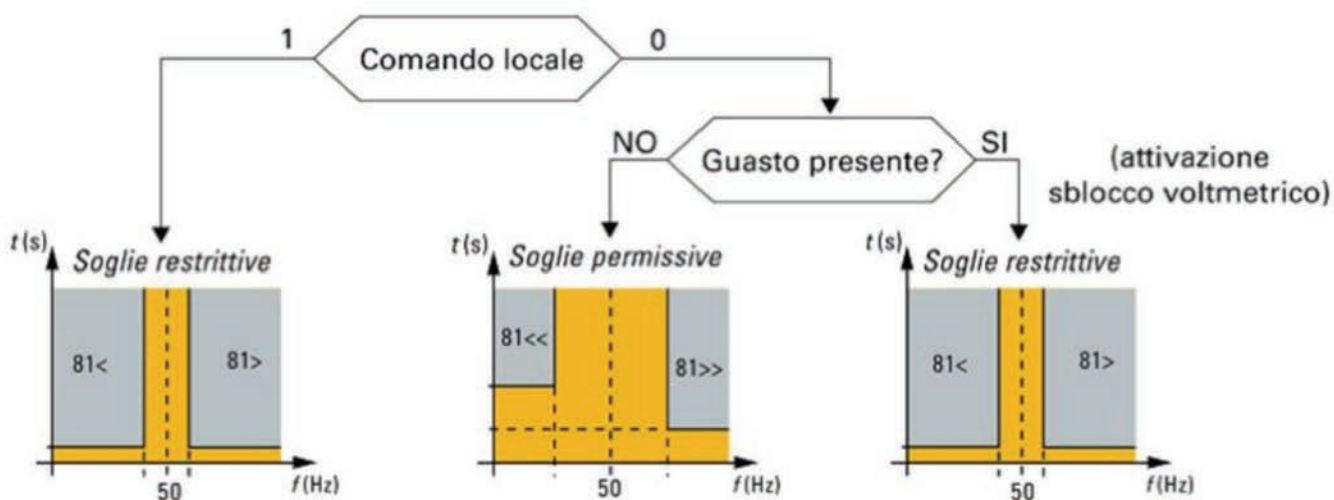 1
Comando locale
0
NO
Guasto presente?
SI
(attivazione
sblocco voltmetrico)
t(s)
Soglie restrittive
81<
81>
50
f(Hz)
t(s)
Soglie permissive
81<<
81>>
50
f(Hz)
t(s)
Soglie restrittive
81<
81>
50
f(Hz)